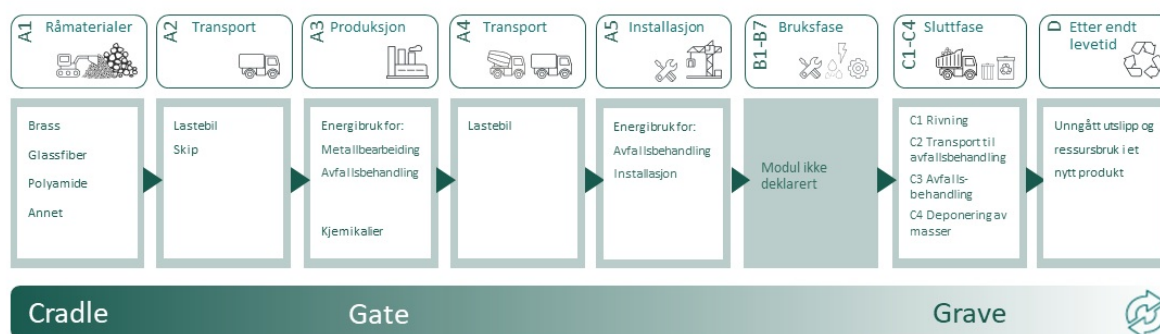 A1 Råmaterialer
A2 Transport
A3 Produksjon
A4 Transport
A5 Installasjon
B1-B7 Bruksfase
C1-C4 Sluttfase
D Etter endt
levetid
Brass
Glassfiber
Polyamide
Annet
Lastebil
Skip
Energibruk for:
Metallbearbeiding
Avfallsbehandling
Kjemikalier
Lastebil
Energibruk for:
Avfallsbehandling
Installasjon
Modul ikke
deklarert
C1 Rivning
C2 Transport til
avfallsbehandling
C3 Avfalls-
behandling
C4 Deponering av
masser
Unngått utslipp og
ressursbruk i et
nytt produkt
Cradle
Gate
Grave